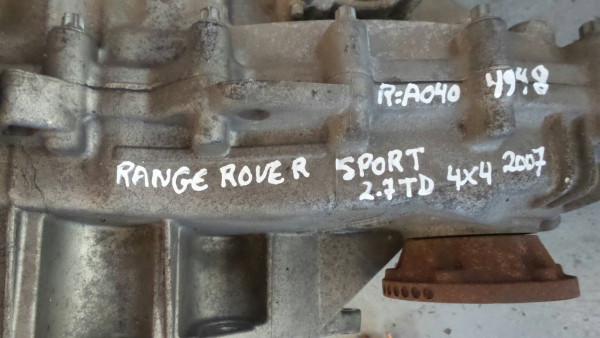 R:A040 4948
RANGE ROVER SPORT 4x4 2007
2.7TD